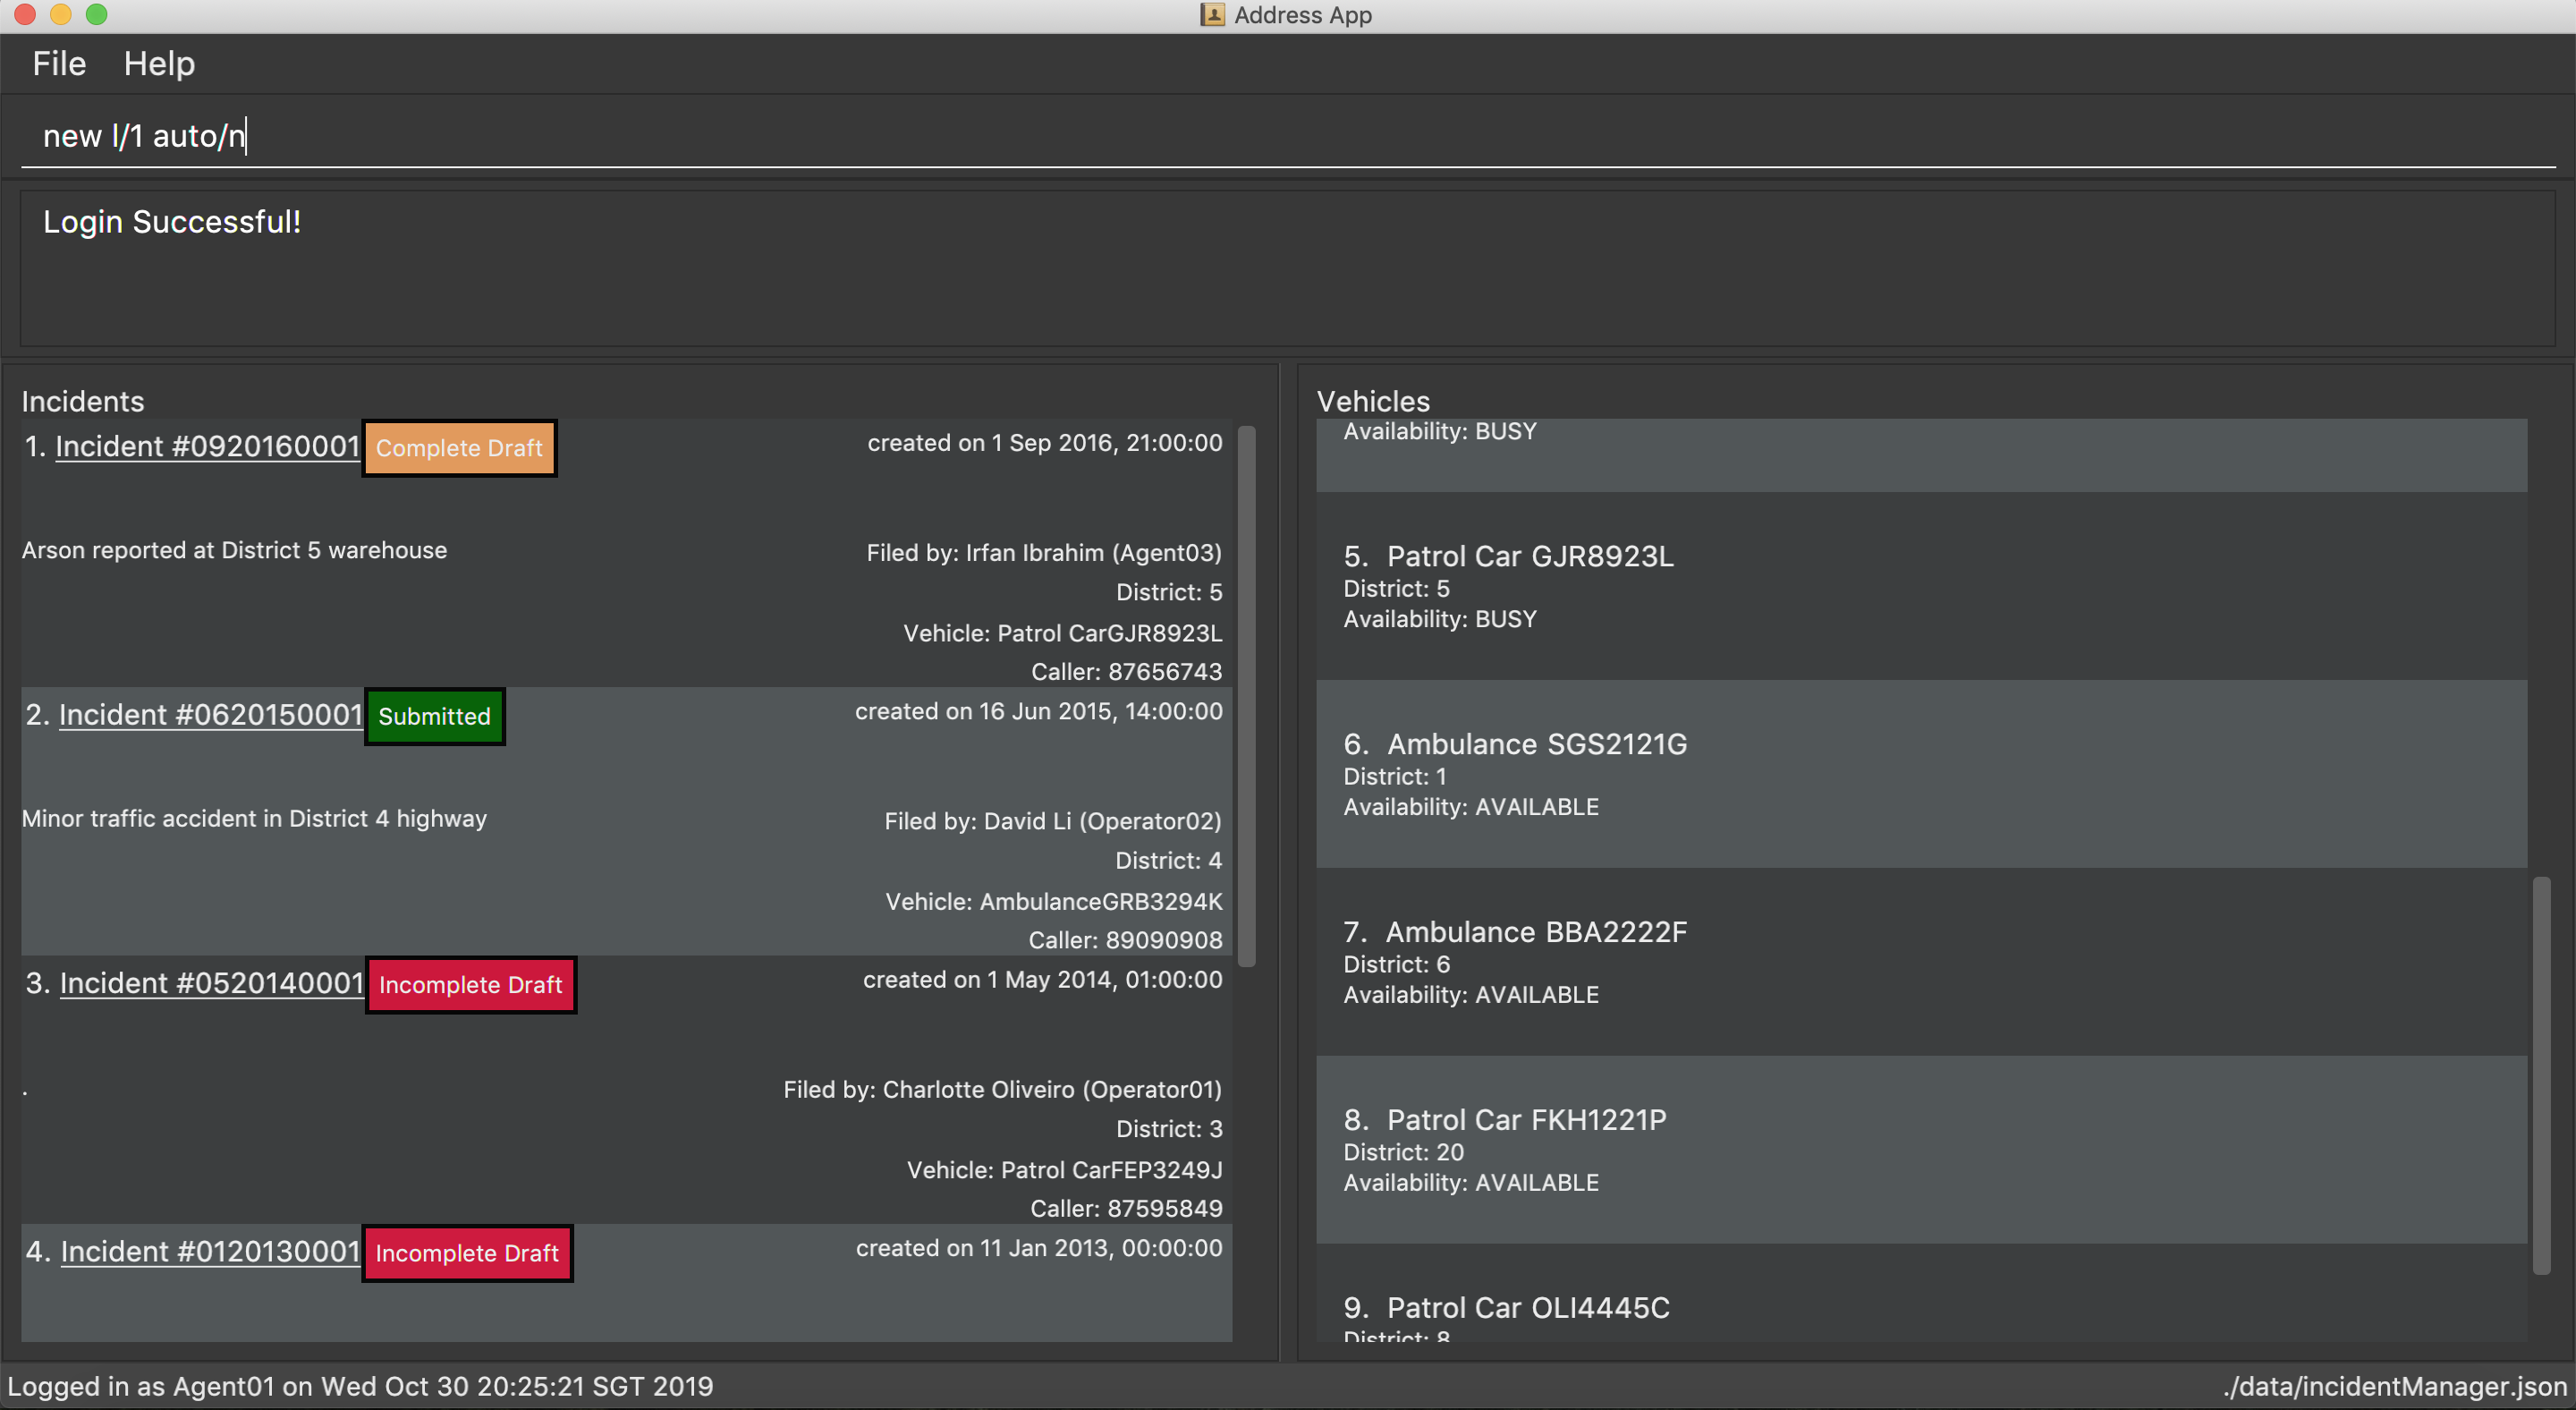 Address App
File Help
new l/1 auto/n
Login Successful!
Incidents
1. Incident #0920160001 Complete Draft created on 1 Sep 2016, 21:00:00
Arson reported at District 5 warehouse Filed by: Irfan Ibrahim (Agent03)
District: 5
Vehicle: Patrol CarGJR8923L
Caller: 87656743
2. Incident #0620150001 Submitted created on 16 Jun 2015, 14:00:00
Minor traffic accident in District 4 highway Filed by: David Li (Operator02)
District: 4
Vehicle: AmbulanceGRB3294K
Caller: 89090908
3. Incident #0520140001 Incomplete Draft created on 1 May 2014, 01:00:00
. Filed by: Charlotte Oliveiro (Operator01)
District: 3
Vehicle: Patrol CarFEP3249J
Caller: 87595849
4. Incident #0120130001 Incomplete Draft created on 11 Jan 2013, 00:00:00
Vehicles
Availability: BUSY
5. Patrol Car GJR8923L
District: 5
Availability: BUSY
6. Ambulance SGS2121G
District: 1
Availability: AVAILABLE
7. Ambulance BBA2222F
District: 6
Availability: AVAILABLE
8. Patrol Car FKH1221P
District: 20
Availability: AVAILABLE
9. Patrol Car OLI4445C
District: 8
Logged in as Agent01 on Wed Oct 30 20:25:21 SGT 2019 ./data/incidentManager.json